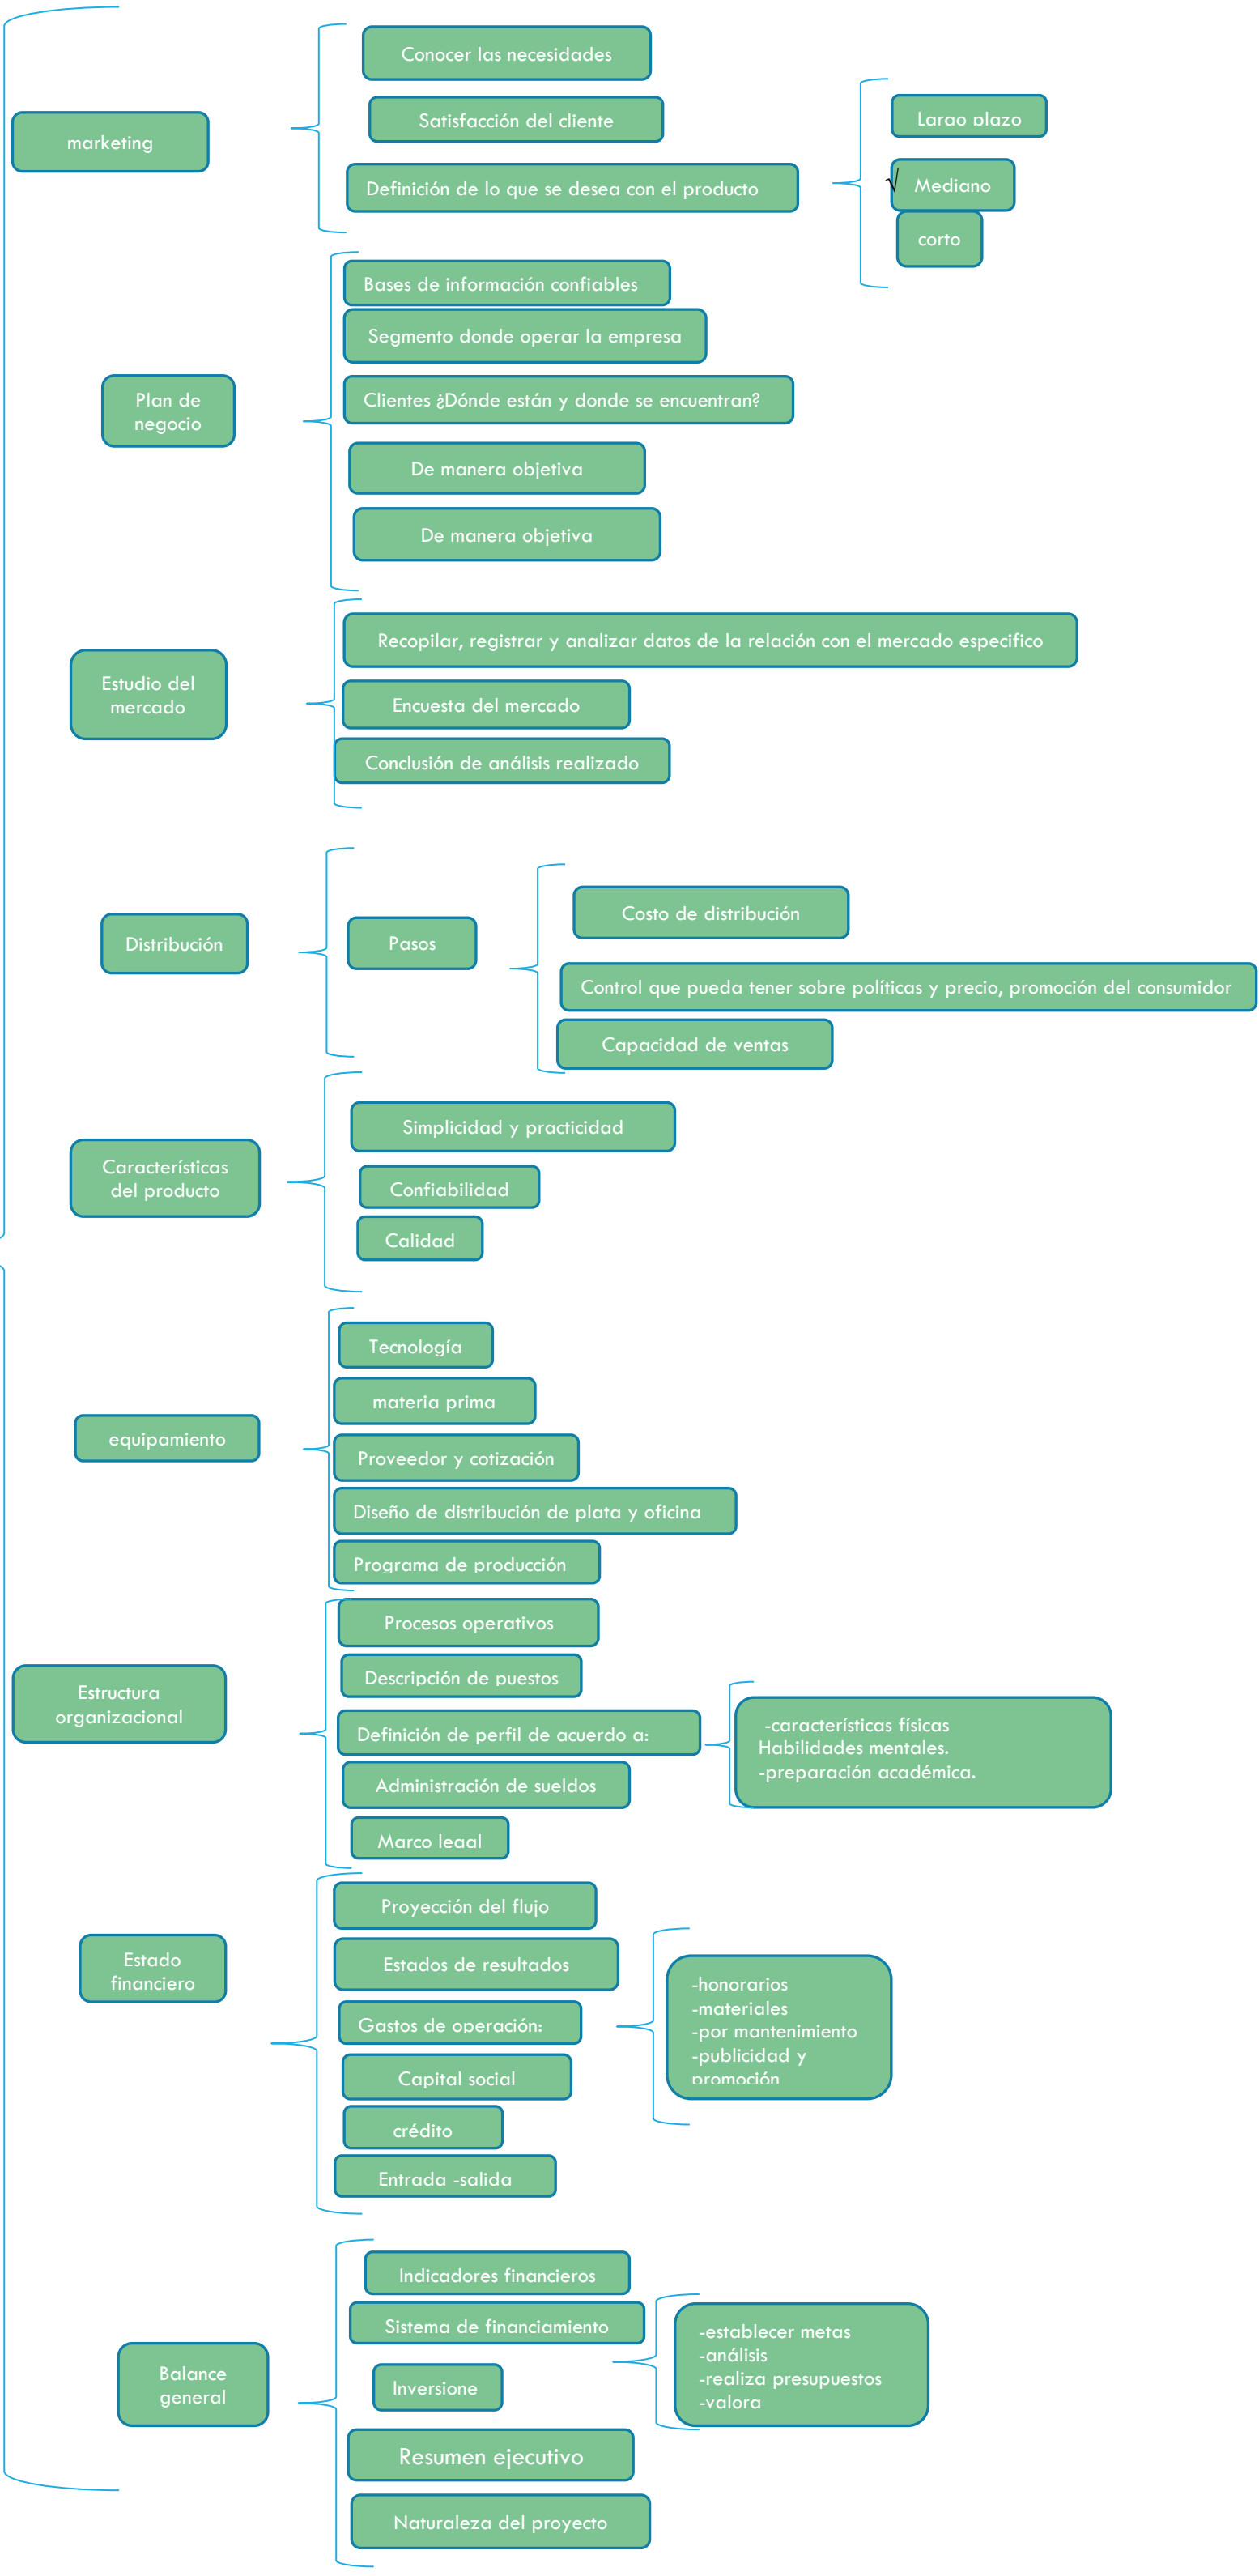 marketing
Conocer las necesidades
Satisfacción del cliente
Definición de lo que se desea con el producto
Largo plazo
√ Mediano
corto
Plan de
negocio
Bases de información confiables
Segmento donde operar la empresa
Clientes ¿Dónde están y donde se encuentran?
De manera objetiva
De manera objetiva
Estudio del
mercado
Recopilar, registrar y analizar datos de la relación con el mercado especifico
Encuesta del mercado
Conclusión de análisis realizado
Distribución
Pasos
Costo de distribución
Control que pueda tener sobre políticas y precio, promoción del consumidor
Capacidad de ventas
Características
del producto
Simplicidad y practicidad
Confiabilidad
Calidad
equipamiento
Tecnología
materia prima
Proveedor y cotización
Diseño de distribución de plata y oficina
Programa de producción
Estructura
organizacional
Procesos operativos
Descripción de puestos
Definición de perfil de acuerdo a:
-características físicas
Habilidades mentales.
-preparación académica.
Administración de sueldos
Marco legal
Estado
financiero
Proyección del flujo
Estados de resultados
Gastos de operación:
-honorarios
-materiales
-por mantenimiento
-publicidad y
promoción
Capital social
crédito
Entrada -salida
Balance
general
Indicadores financieros
Sistema de financiamiento
-establecer metas
-análisis
-realiza presupuestos
-valora
Inversione
Resumen ejecutivo
Naturaleza del proyecto